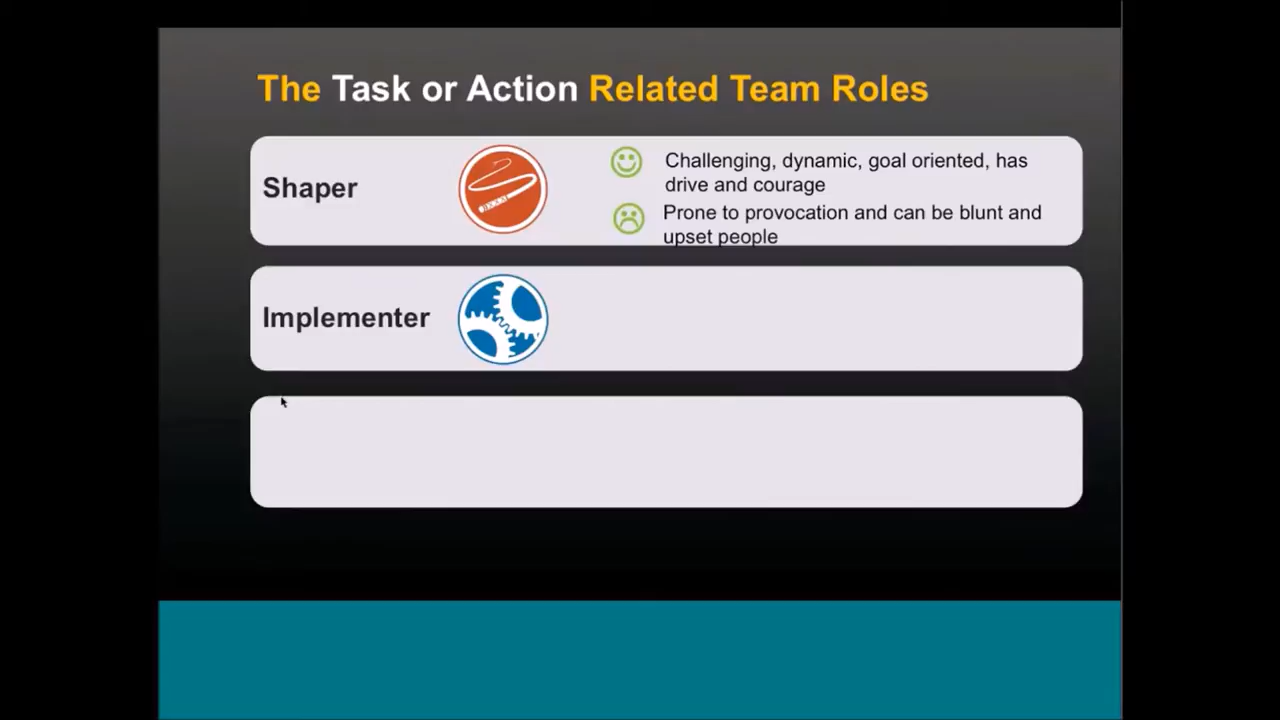 The Task or Action Related Team Roles
Shaper
Challenging, dynamic, goal oriented, has
drive and courage
Prone to provocation and can be blunt and
upset people
Implementer